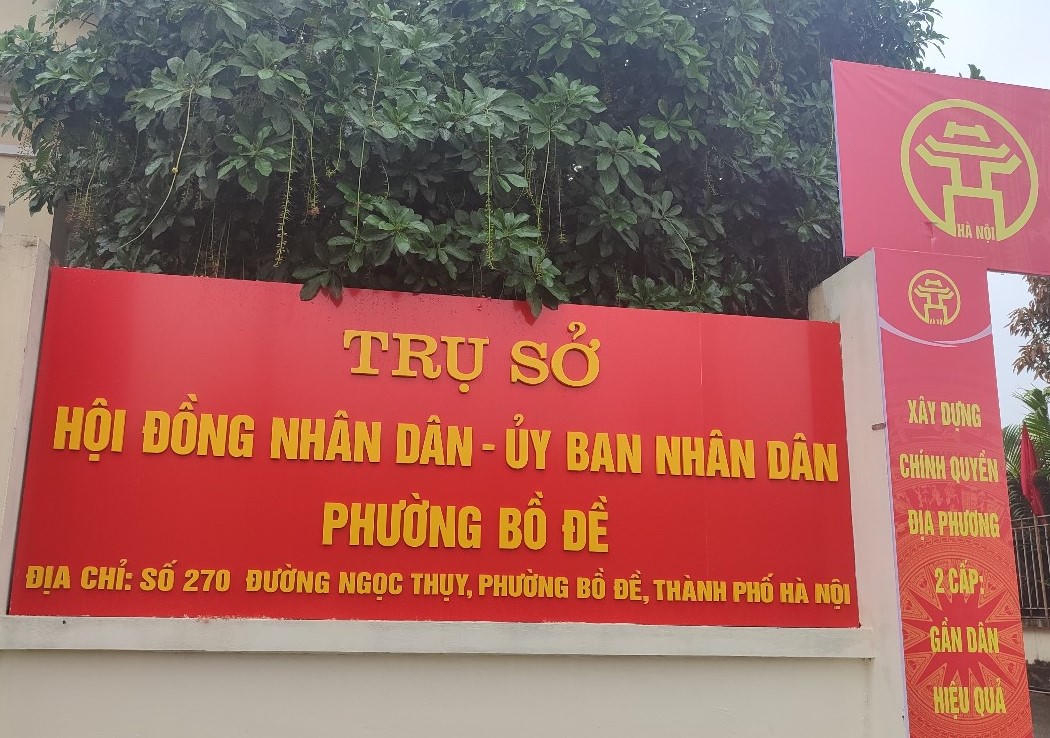 TRỤ SỞ
HỘI ĐỒNG NHÂN DÂN - ỦY BAN NHÂN DÂN
PHƯỜNG BỒ ĐỀ
ĐỊA CHỈ: SỐ 270 ĐƯỜNG NGỌC THỤY, PHƯỜNG BỒ ĐỀ, THÀNH PHỐ HÀ NỘI
HÀ NỘI
XÂY DỰNG
CHÍNH QUYỀN
ĐỊA PHƯƠNG
2 CẤP:
GẦN DÂN
HIỆU QUẢ